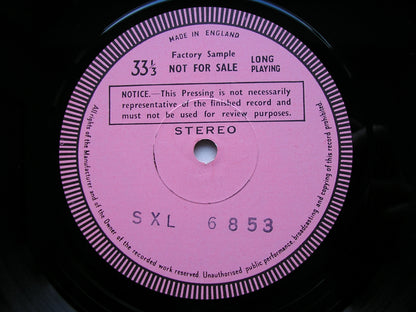 MADE IN ENGLAND
Factory Sample
33 1/3 NOT FOR SALE LONG PLAYING
NOTICE.—This Pressing is not necessarily
representative of the finished record and
must not be used for review purposes.
STEREO
SXL 6853
All rights of the Manufacturer and of the Owner of the recorded work reserved. Unauthorised public performance, broadcasting and copying of this record prohibited.